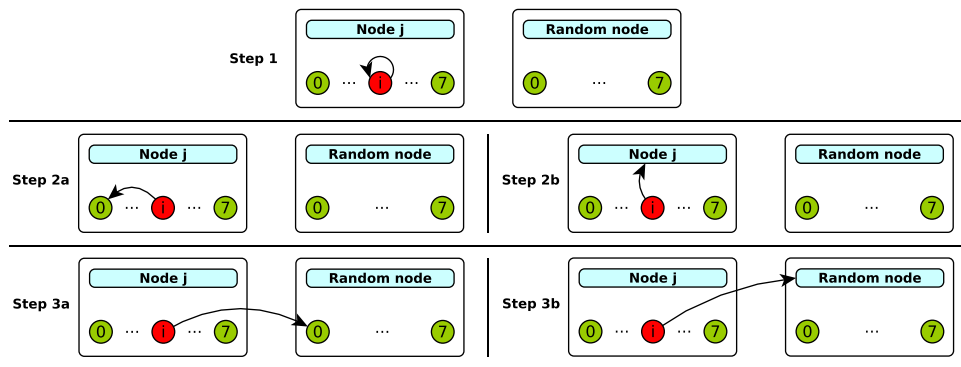 Node j
Random node
Step 1
0 ··· i ··· 7
0 ··· 7
Node j
Random node
Step 2a
0 ··· i ··· 7
0 ··· 7
Node j
Random node
Step 2b
0 ··· i ··· 7
0 ··· 7
Node j
Random node
Step 3a
0 ··· i ··· 7
0 ··· 7
Node j
Random node
Step 3b
0 ··· i ··· 7
0 ··· 7